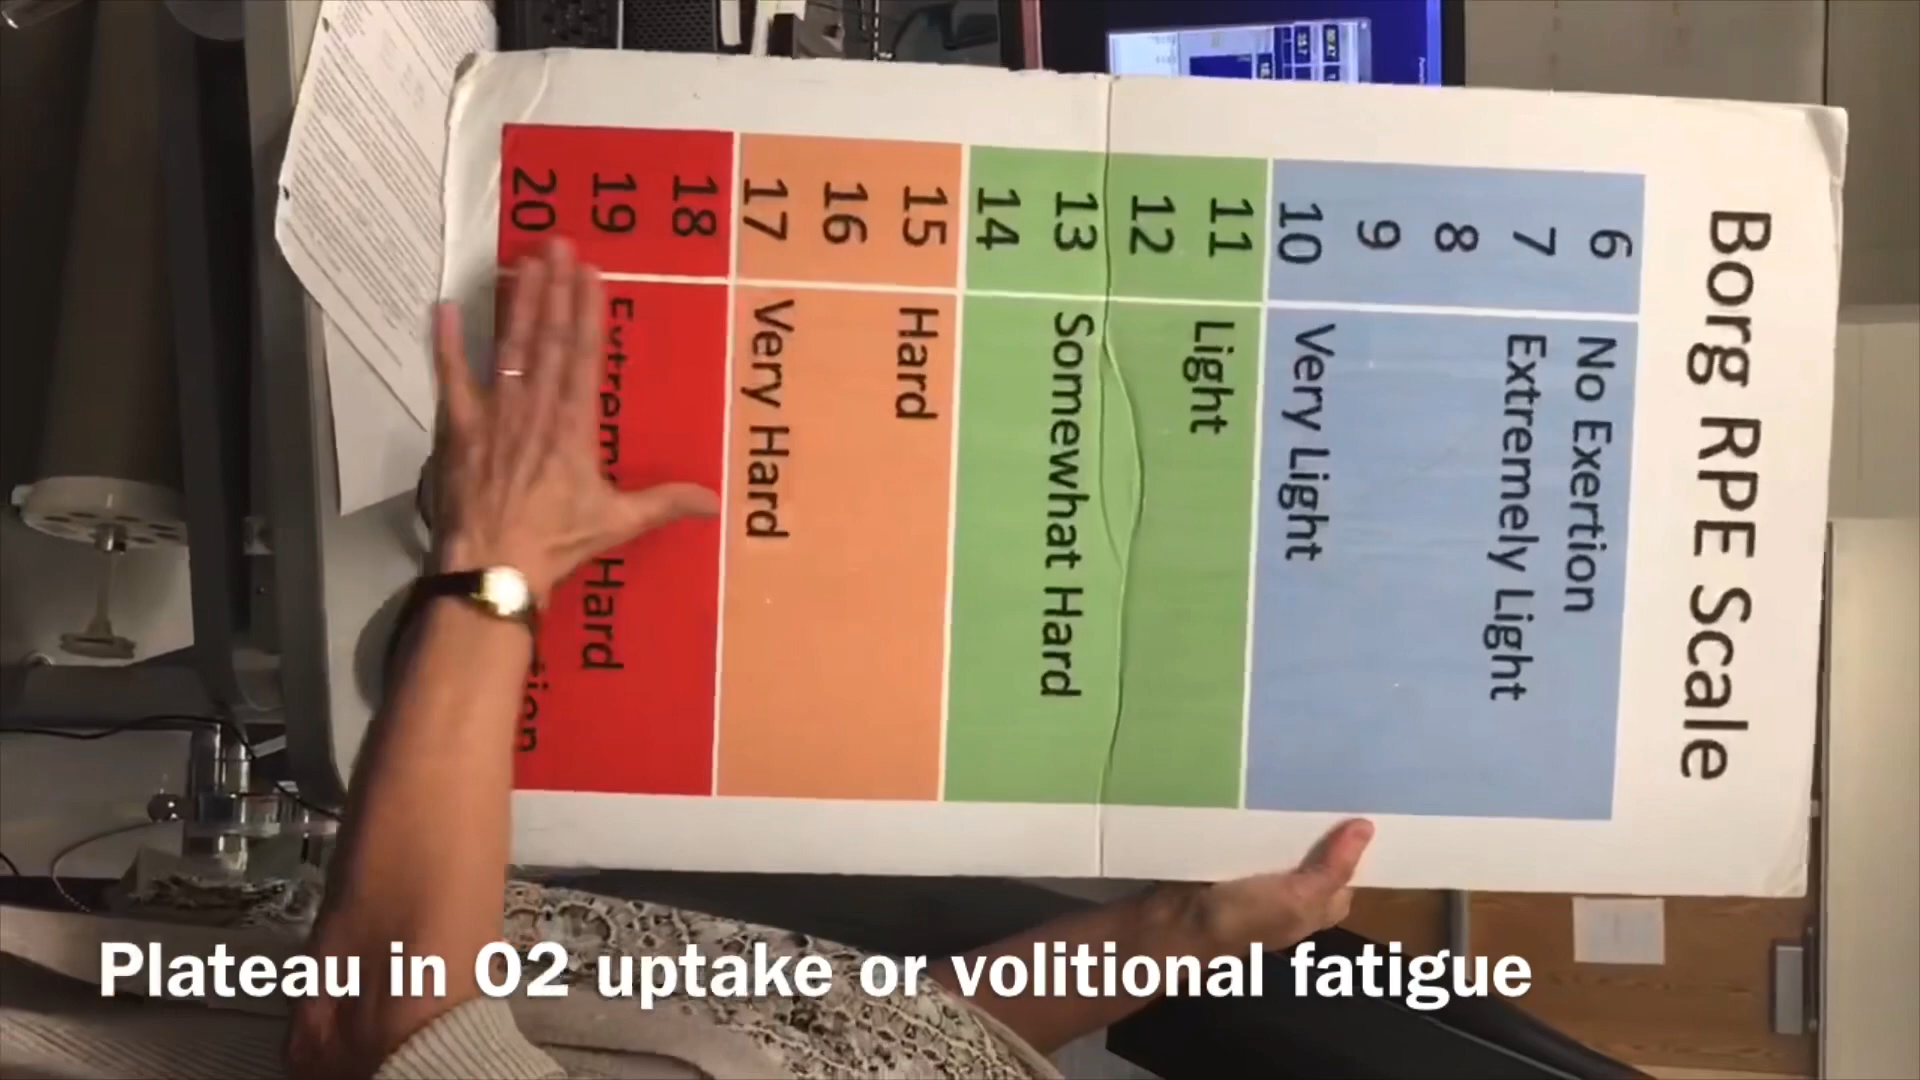 Borg RPE Scale
6 No Exertion
7 Extremely Light
8
9
10 Very Light
11 Light
12
13 Somewhat Hard
14
15 Hard
16
17 Very Hard
18
19 Hard
20
Plateau in O2 uptake or volitional fatigue